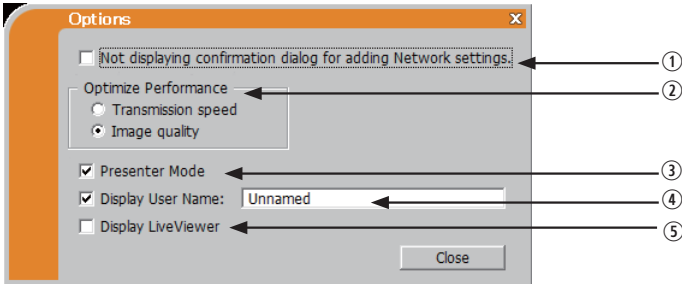 Options
Not displaying confirmation dialog for adding Network settings.
①
Optimize Performance
②
Transmission speed
Image quality
Presenter Mode
③
Display User Name: Unnamed
④
Display LiveViewer
⑤
Close